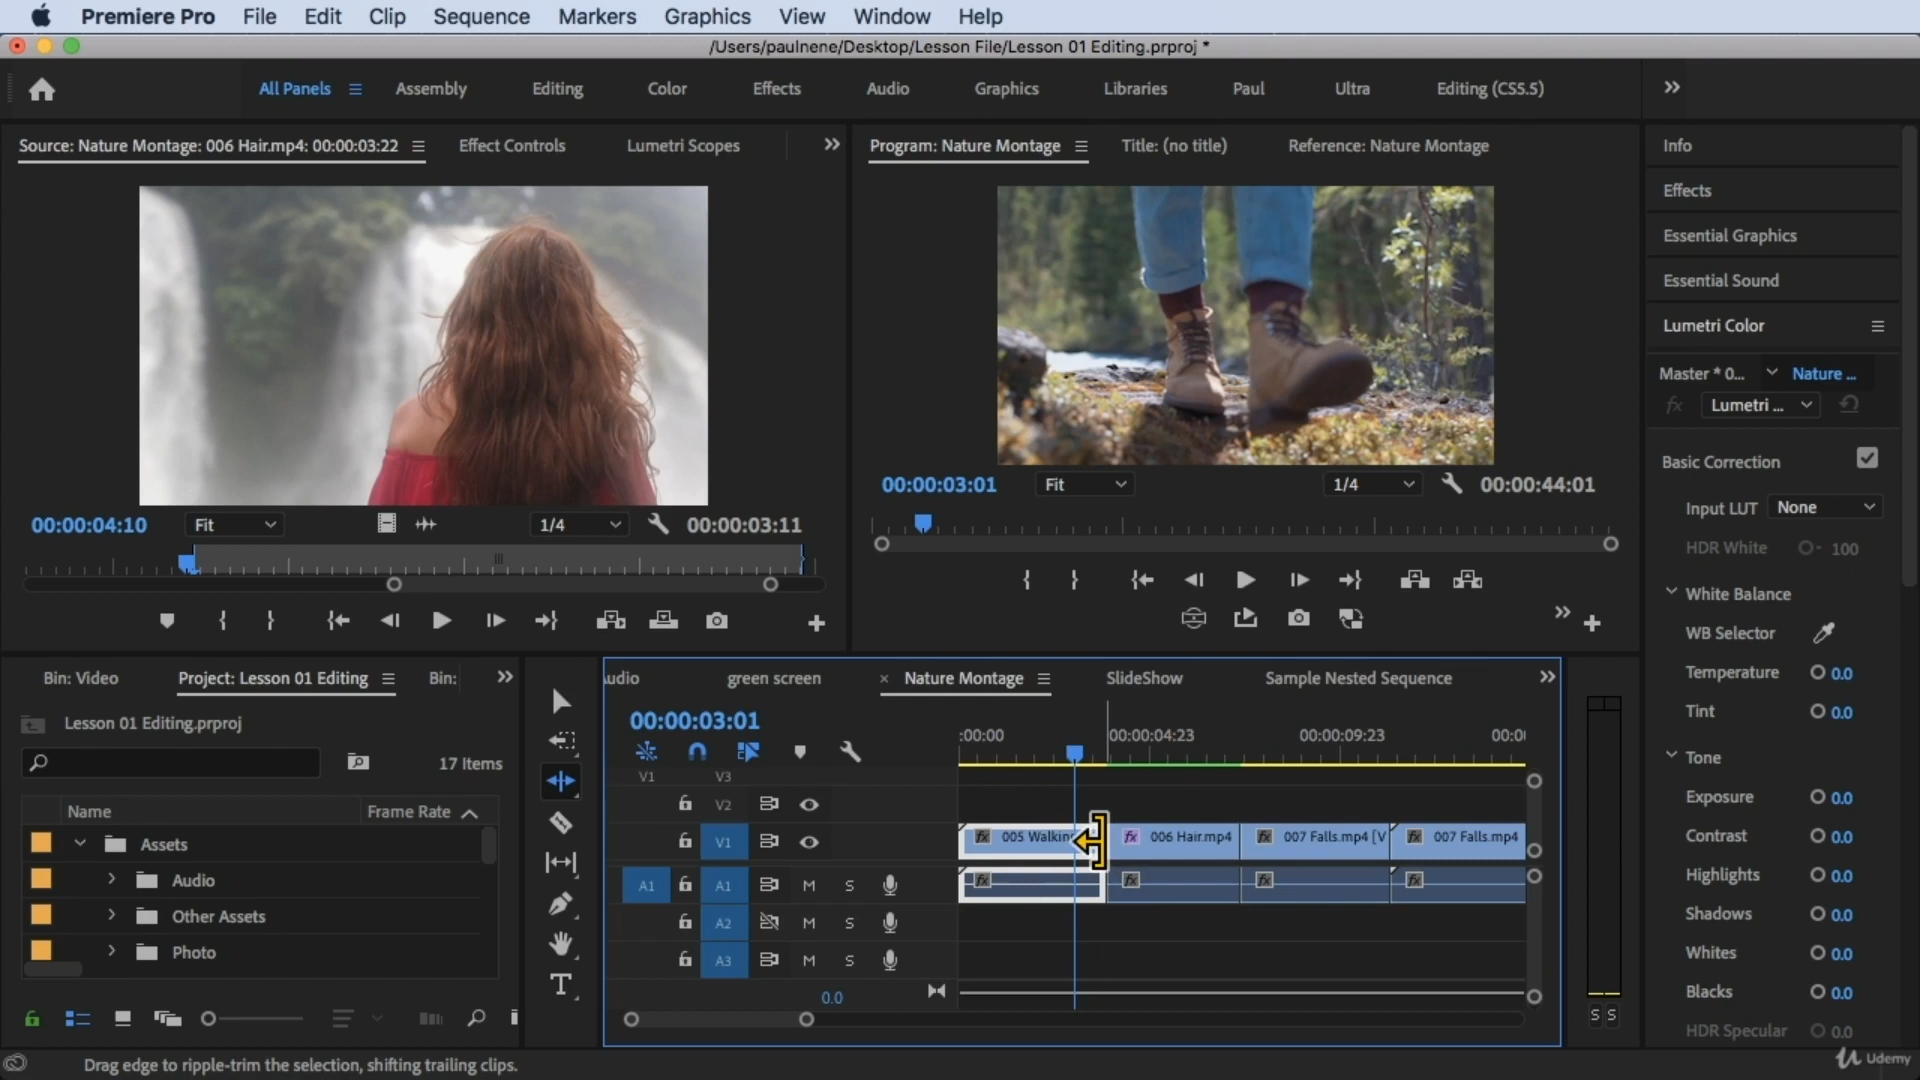 Premiere Pro File Edit Clip Sequence Markers Graphics View Window Help
/Users/paulnene/Desktop/Lesson File/Lesson 01 Editing.prproj *
All Panels Assembly Editing Color Effects Audio Graphics Libraries Paul Ultra Editing (CS5.5)
Source: Nature Montage: 006 Hair.mp4: 00:00:03:22 Effect Controls Lumetri Scopes
Program: Nature Montage Title: (no title) Reference: Nature Montage
Info
Effects
Essential Graphics
Essential Sound
Lumetri Color
Master * 0... Nature ...
fx Lumetri ...
Basic Correction
Input LUT None
HDR White 100
White Balance
WB Selector
Temperature 0.0
Tint 0.0
Tone
Exposure 0.0
Contrast 0.0
Highlights 0.0
Shadows 0.0
Whites 0.0
Blacks 0.0
HDR Specular 0.0
00:00:04:10 Fit 1/4 00:00:03:11
00:00:03:01 Fit 1/4 00:00:44:01
Bin: Video Project: Lesson 01 Editing Bin:
Lesson 01 Editing.prproj
17 Items
Name Frame Rate
Assets
Audio
Other Assets
Photo
T
udio green screen × Nature Montage SlideShow Sample Nested Sequence
00:00:03:01
:00:00 00:00:04:23 00:00:09:23 00:00
V1 V3
V2
V1 fx 005 Walkin fx 006 Hair.mp4 fx 007 Falls.mp4 [V fx 007 Falls.mp4
A1 A1 M S fx fx fx fx
A2 M S
A3 M S
0.0
S S
Drag edge to ripple-trim the selection, shifting trailing clips.
Udemy